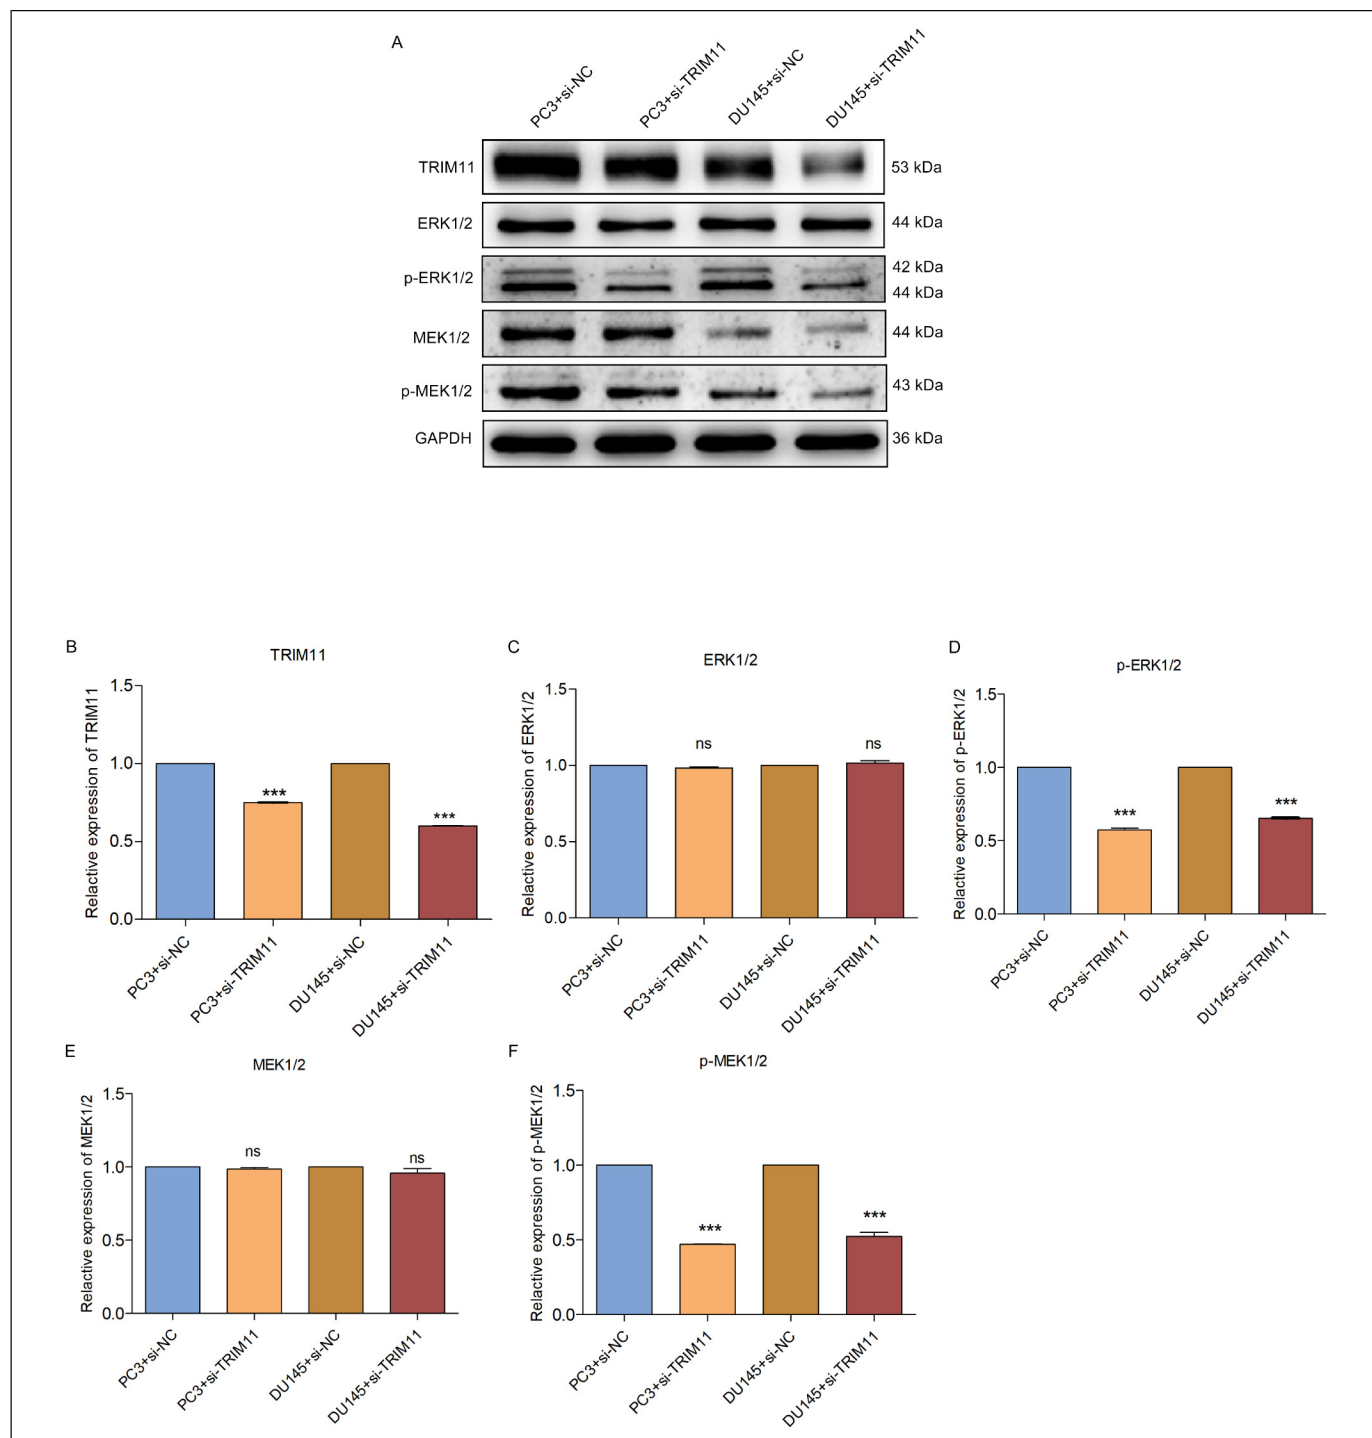 A
PC3+si-NC
PC3+si-TRIM11
DU145+si-NC
DU145+si-TRIM11
TRIM11
53 kDa
ERK1/2
44 kDa
p-ERK1/2
42 kDa
44 kDa
MEK1/2
44 kDa
p-MEK1/2
43 kDa
GAPDH
36 kDa
B
TRIM11
Relactive expression of TRIM11
1.5
1.0
0.5
0.0
***
***
PC3+si-NC
PC3+si-TRIM11
DU145+si-NC
DU145+si-TRIM11
C
ERK1/2
Relactive expression of ERK1/2
1.5
1.0
0.5
0.0
ns
ns
PC3+si-NC
PC3+si-TRIM11
DU145+si-NC
DU145+si-TRIM11
D
p-ERK1/2
Relactive expression of p-ERK1/2
1.5
1.0
0.5
0.0
***
***
PC3+si-NC
PC3+si-TRIM11
DU145+si-NC
DU145+si-TRIM11
E
MEK1/2
Relactive expression of MEK1/2
1.5
1.0
0.5
0.0
ns
ns
PC3+si-NC
PC3+si-TRIM11
DU145+si-NC
DU145+si-TRIM11
F
p-MEK1/2
Relactive expression of p-MEK1/2
1.5
1.0
0.5
0.0
***
***
PC3+si-NC
PC3+si-TRIM11
DU145+si-NC
DU145+si-TRIM11